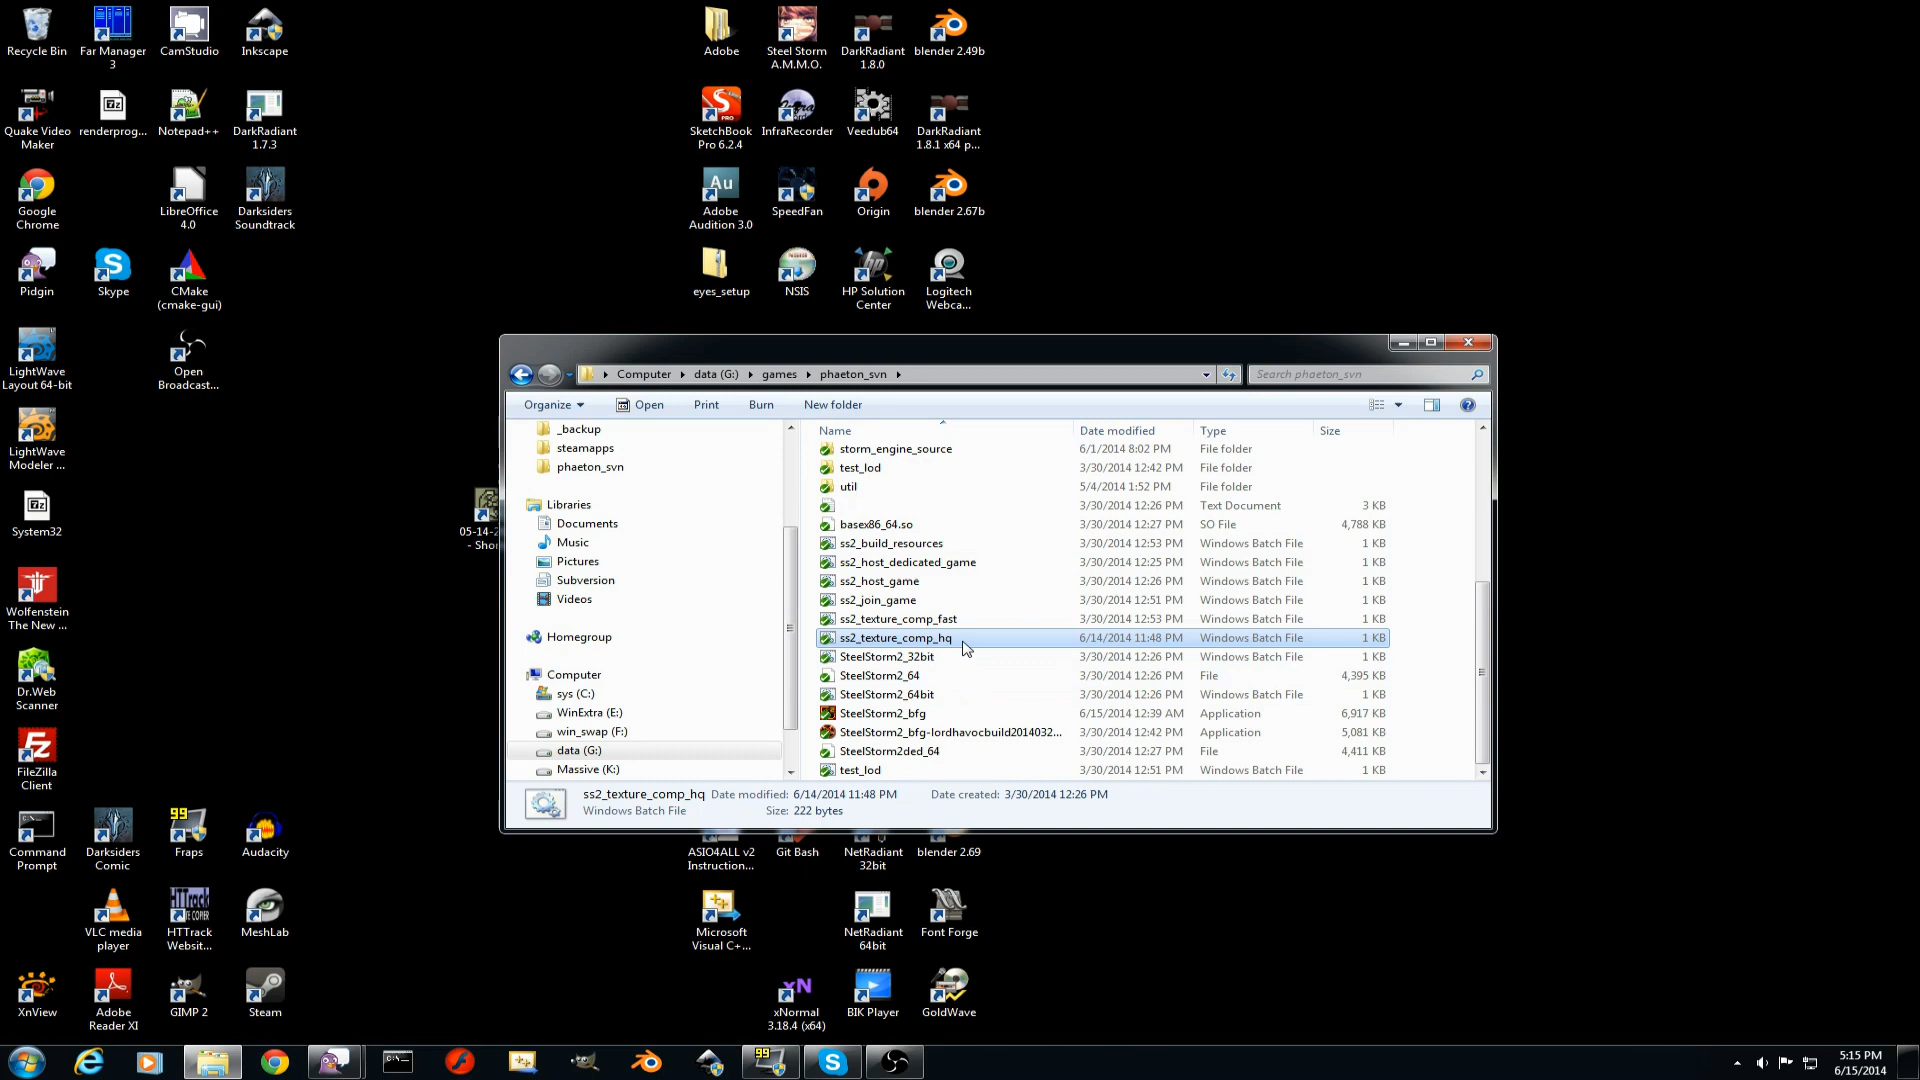 Recycle Bin
Far Manager
3
CamStudio
Inkscape
Adobe
Steel Storm
A.M.M.O.
DarkRadiant
1.8.0
blender 2.49b
Quake Video
Maker
renderprog...
Notepad++
DarkRadiant
1.7.3
SketchBook
Pro 6.2.4
InfraRecorder
Veedub64
DarkRadiant
1.8.1 x64 p...
Google
Chrome
LibreOffice
4.0
Darksiders
Soundtrack
Au
Adobe
Audition 3.0
SpeedFan
Origin
blender 2.67b
Pidgin
Skype
CMake
(cmake-gui)
eyes_setup
NSIS
HP Solution
Center
Logitech
Webca...
LightWave
Layout 64-bit
Open
Broadcast...
LightWave
Modeler ...
System32
05-14-2
- Sho
Wolfenstein
The New ...
Dr.Web
Scanner
FileZilla
Client
Computer
data (G:)
games
phaeton_svn
Search phaeton_svn
Organize
Open
Print
Burn
New folder
_backup
steamapps
phaeton_svn
Libraries
Documents
Music
Pictures
Subversion
Videos
Homegroup
Computer
sys (C:)
WinExtra (E:)
win_swap (F:)
data (G:)
Massive (K:)
Name Date modified Type Size
storm_engine_source 6/1/2014 8:02 PM File folder
test_lod 3/30/2014 12:42 PM File folder
util 5/4/2014 1:52 PM File folder
3/30/2014 12:26 PM Text Document 3 KB
basex86_64.so 3/30/2014 12:27 PM SO File 4,788 KB
ss2_build_resources 3/30/2014 12:53 PM Windows Batch File 1 KB
ss2_host_dedicated_game 3/30/2014 12:25 PM Windows Batch File 1 KB
ss2_host_game 3/30/2014 12:26 PM Windows Batch File 1 KB
ss2_join_game 3/30/2014 12:51 PM Windows Batch File 1 KB
ss2_texture_comp_fast 3/30/2014 12:53 PM Windows Batch File 1 KB
ss2_texture_comp_hq 6/14/2014 11:48 PM Windows Batch File 1 KB
SteelStorm2_32bit 3/30/2014 12:26 PM Windows Batch File 1 KB
SteelStorm2_64 3/30/2014 12:26 PM File 4,395 KB
SteelStorm2_64bit 3/30/2014 12:26 PM Windows Batch File 1 KB
SteelStorm2_bfg 6/15/2014 12:39 AM Application 6,917 KB
SteelStorm2_bfg-lordhavocbuild2014032... 3/30/2014 12:42 PM Application 5,081 KB
SteelStorm2ded_64 3/30/2014 12:27 PM File 4,411 KB
test_lod 3/30/2014 12:51 PM Windows Batch File 1 KB
ss2_texture_comp_hq Date modified: 6/14/2014 11:48 PM Date created: 3/30/2014 12:26 PM
Windows Batch File Size: 222 bytes
Command
Prompt
Darksiders
Comic
99
Fraps
Audacity
ASIO4ALL v2
Instruction...
Git Bash
NetRadiant
32bit
blender 2.69
VLC media
player
HTTrack
Websit...
MeshLab
Microsoft
Visual C+...
NetRadiant
64bit
Font Forge
XnView
Adobe
Reader XI
GIMP 2
Steam
xN
xNormal
3.18.4 (x64)
BIK Player
GoldWave
99
5:15 PM
6/15/2014